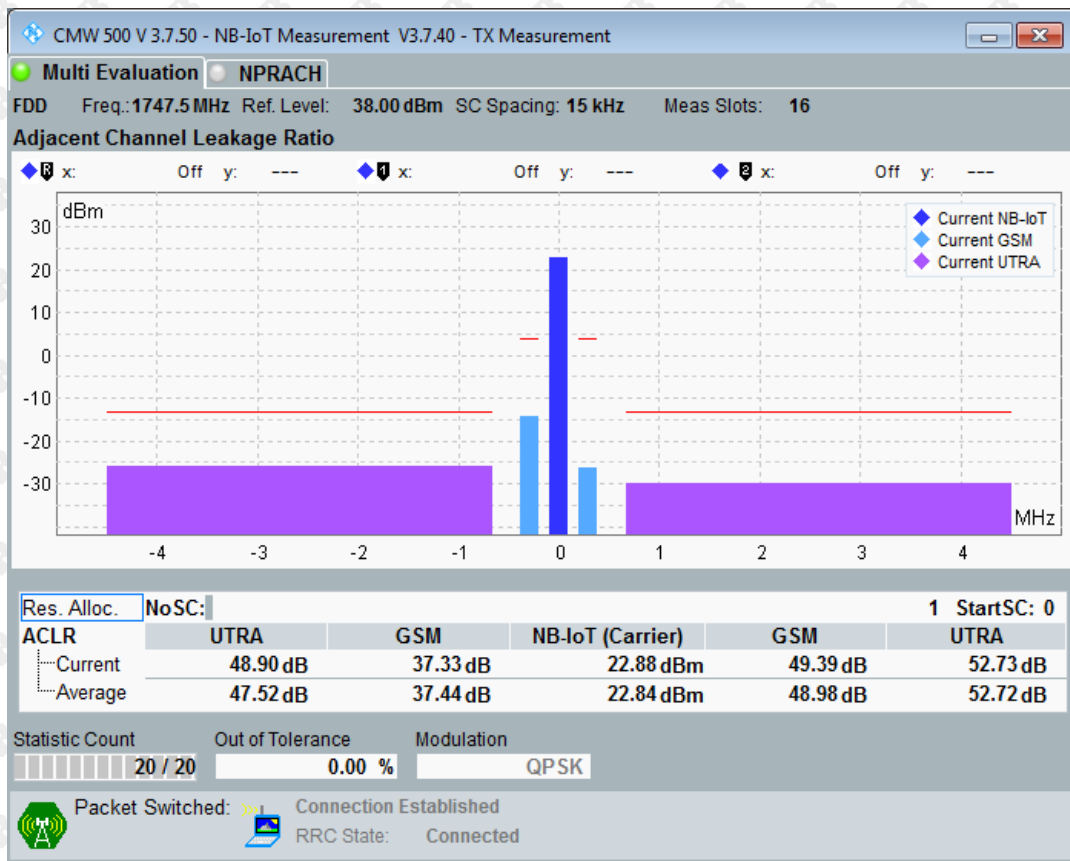 CMW 500 V 3.7.50 - NB-IoT Measurement V3.7.40 - TX Measurement
Multi Evaluation NPRACH
FDD Freq.: 1747.5 MHz Ref. Level: 38.00 dBm SC Spacing: 15 kHz Meas Slots: 16
Adjacent Channel Leakage Ratio
R x: Off y: --- 1 x: Off y: --- 2 x: Off y: ---
dBm
Current NB-IoT
Current GSM
Current UTRA
30
20
10
0
-10
-20
-30
MHz
-4 -3 -2 -1 0 1 2 3 4
Res. Alloc. NoSC: 1 StartSC: 0
ACLR UTRA GSM NB-IoT (Carrier) GSM UTRA
Current 48.90 dB 37.33 dB 22.88 dBm 49.39 dB 52.73 dB
Average 47.52 dB 37.44 dB 22.84 dBm 48.98 dB 52.72 dB
Statistic Count Out of Tolerance Modulation
20 / 20 0.00 % QPSK
Packet Switched: Connection Established
RRC State: Connected